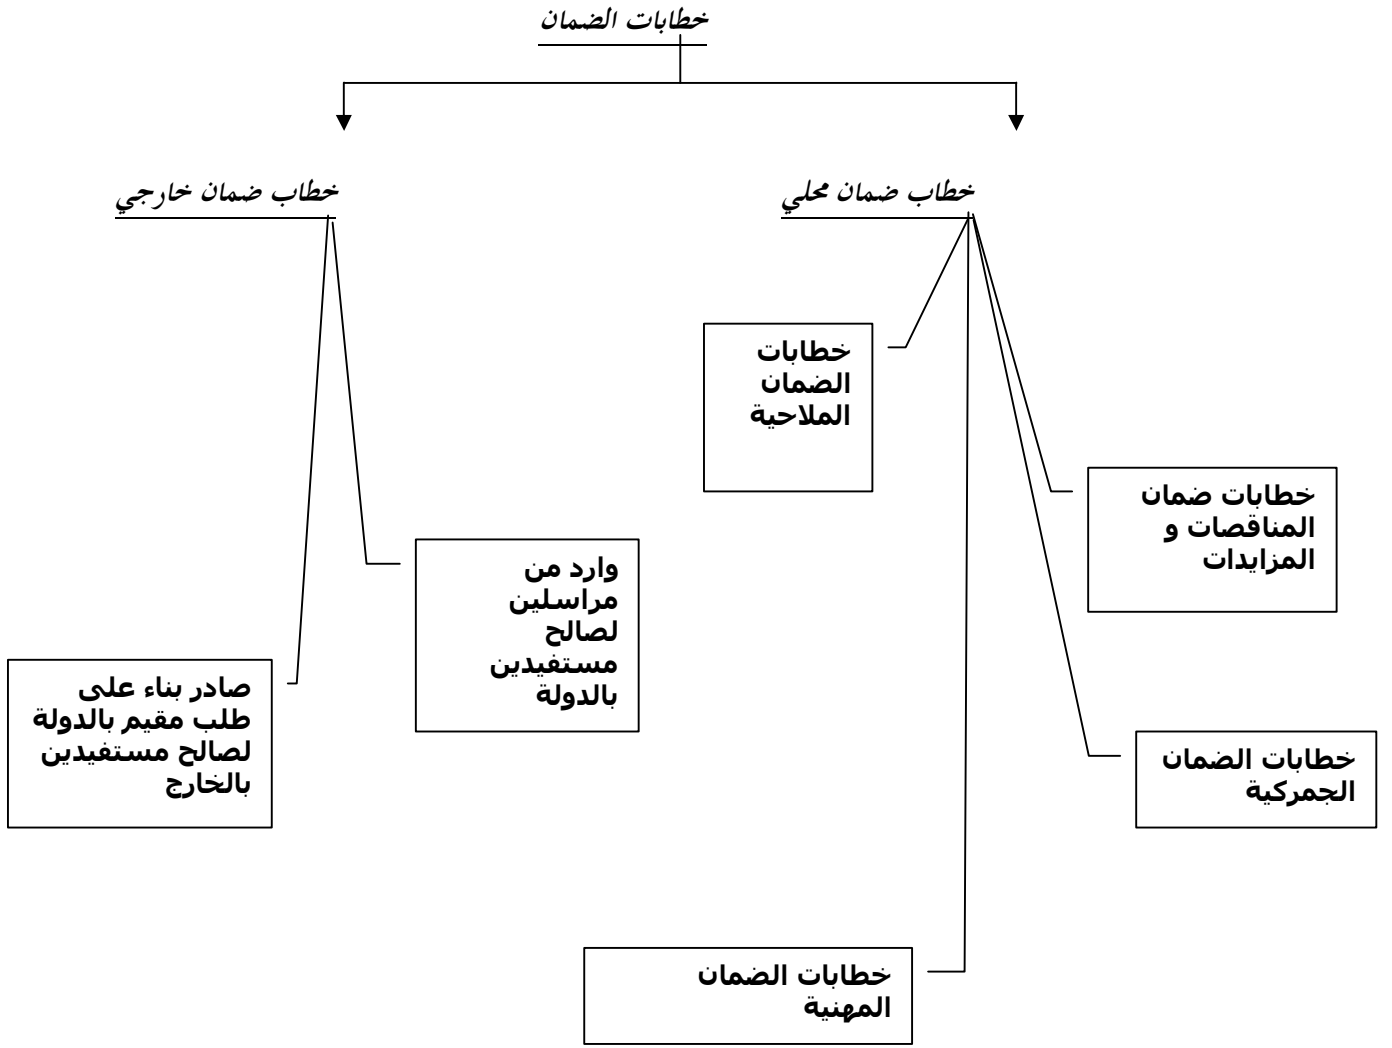 خطابات الضمان
خطاب ضمان محلي
خطاب ضمان خارجي
خطابات
الضمان
الملاحية
خطابات ضمان
المناقصات و
المزايدات
وارد من
مراسلين
لصالح
مستفيدين
بالدولة
صادر بناء على
طلب مقيم بالدولة
لصالح مستفيدين
بالخارج
خطابات الضمان
الجمركية
خطابات الضمان
المهنية